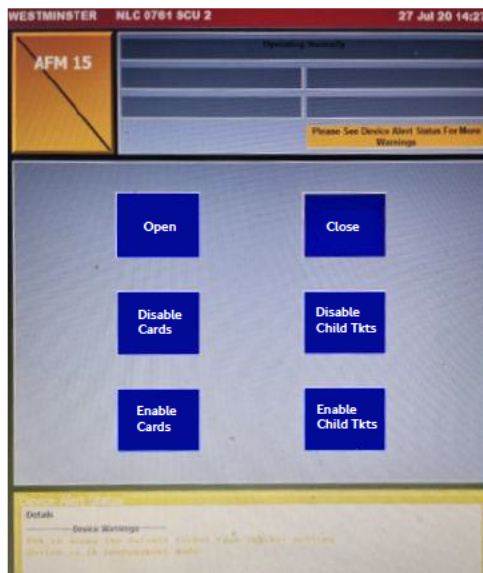 WESTMINSTER NLC 0761 SCU 2 27 Jul 20 14:27
AFM 15
Operating Normally
Please See Device Alert Status For More
Warnings
Open
Close
Disable
Cards
Disable
Child Tkts
Enable
Cards
Enable
Child Tkts
Device Alert Status
Details
Device Warnings